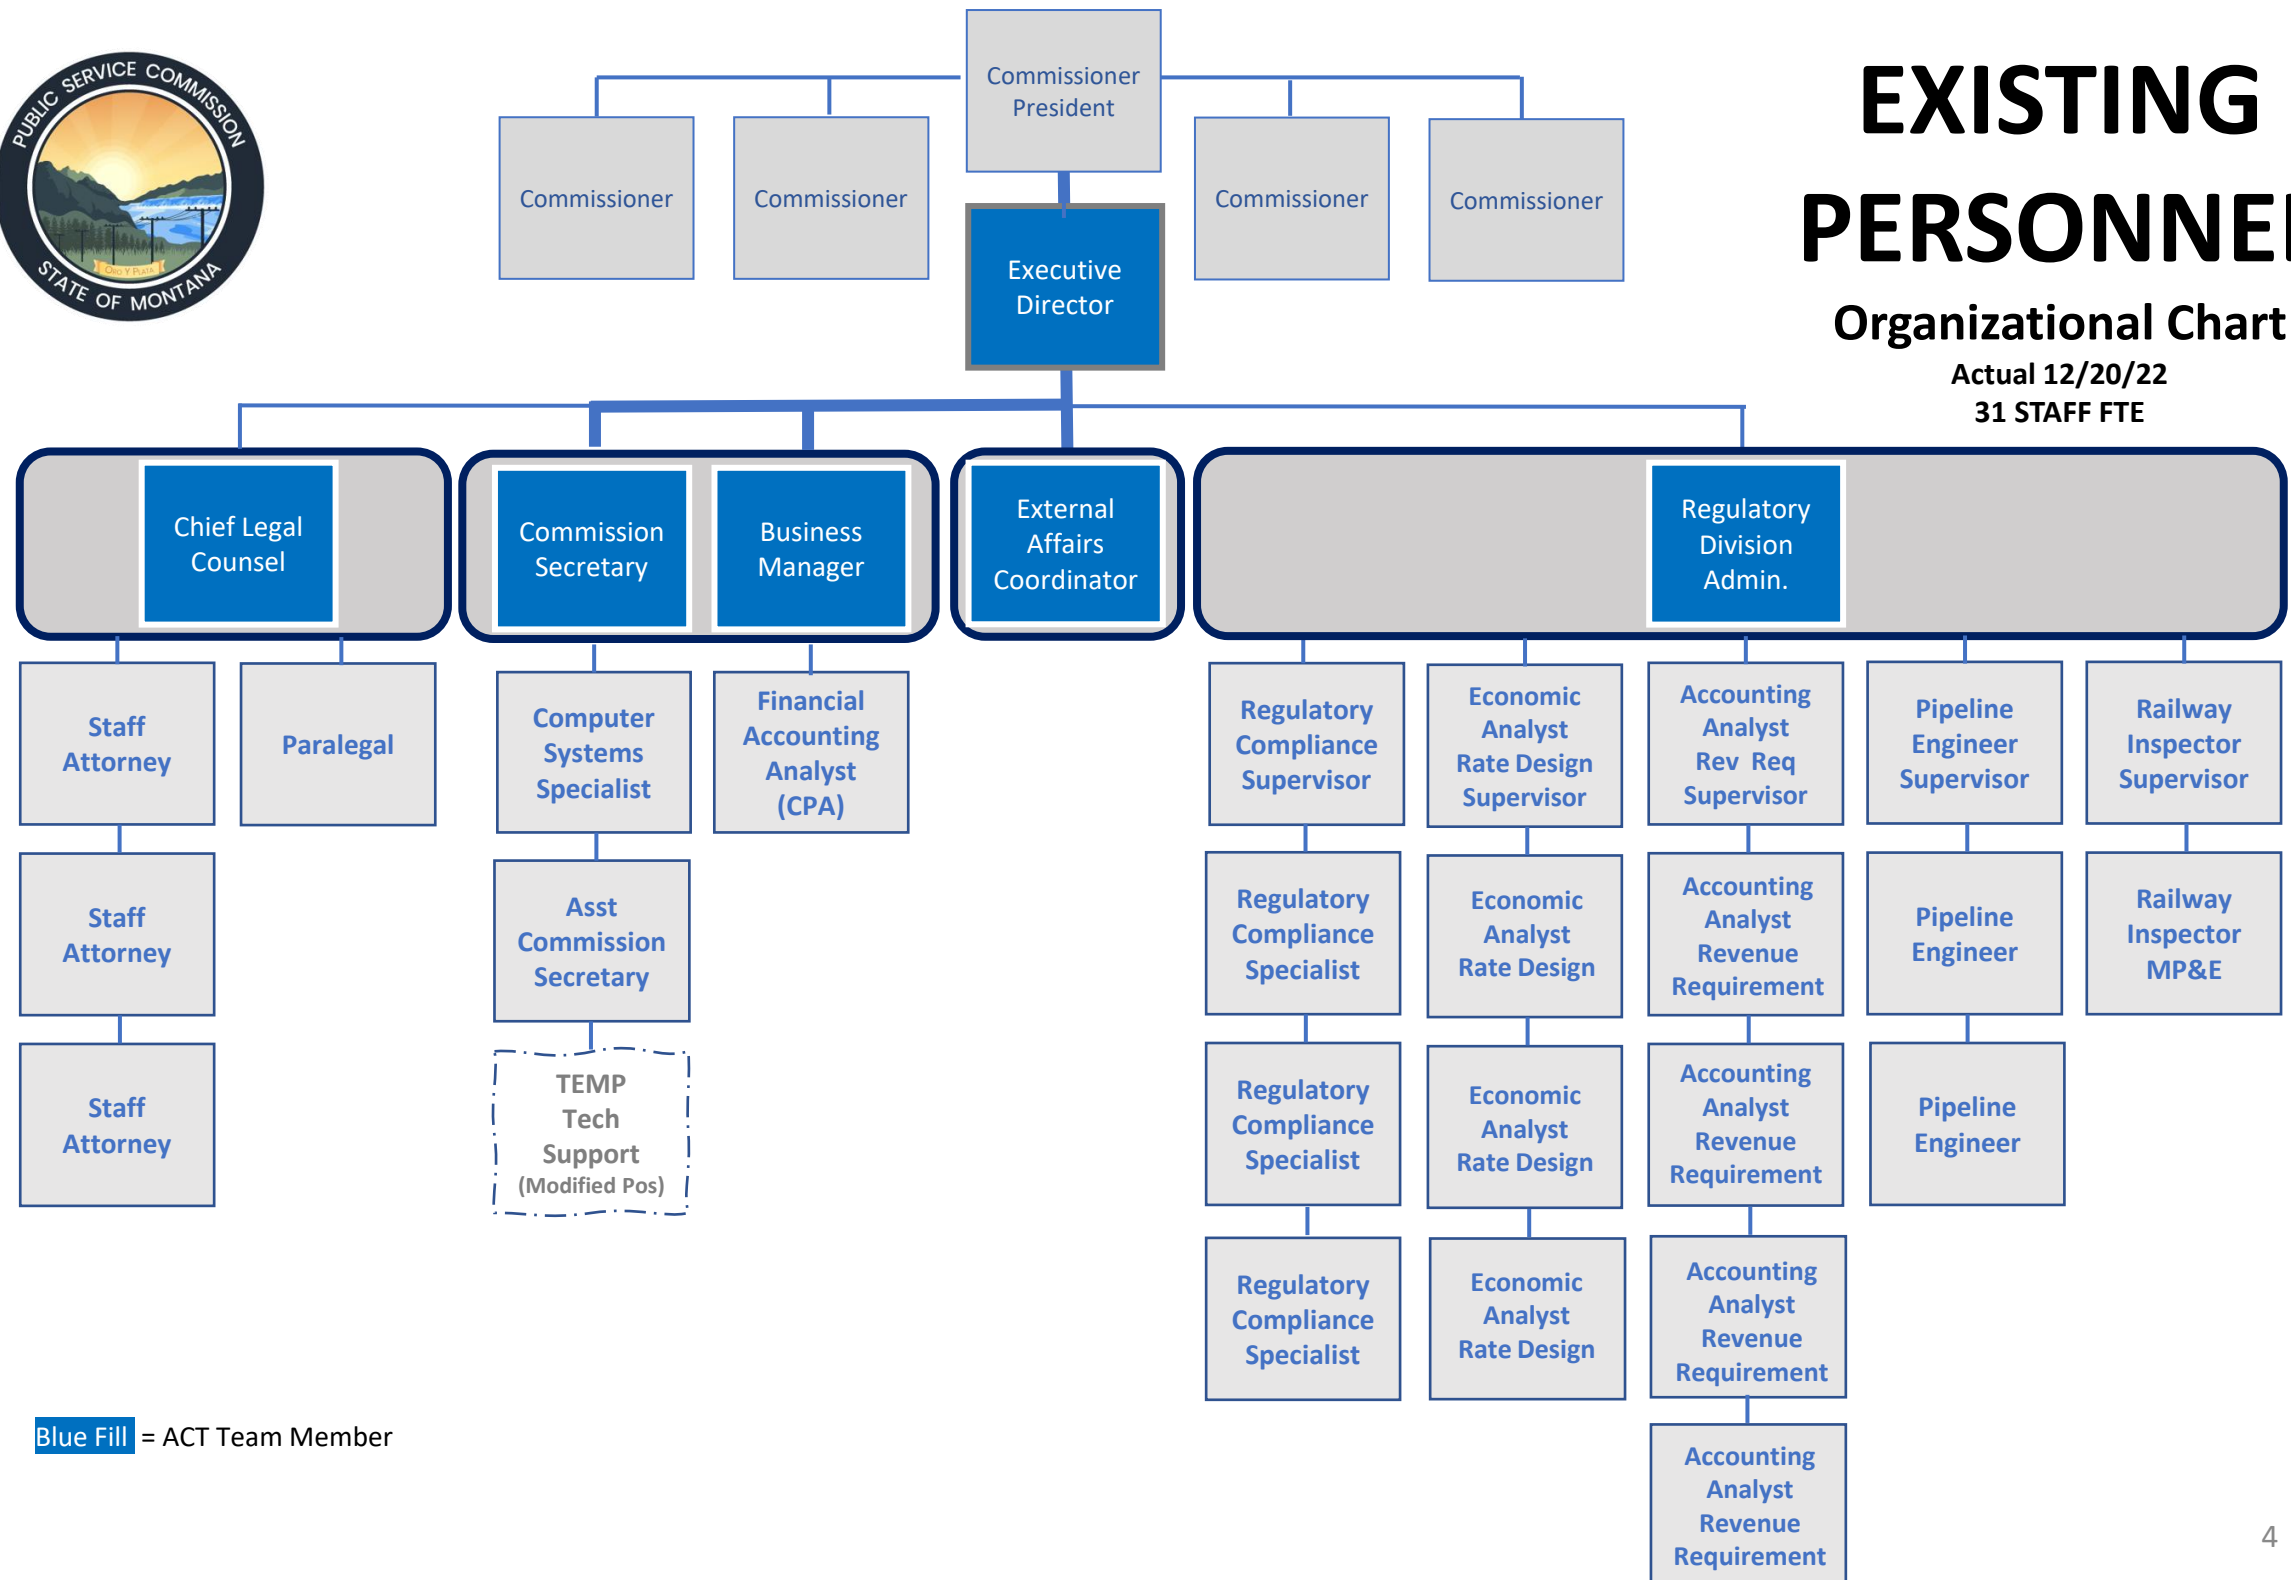 PUBLIC SERVICE COMMISSION
ORO Y PLATA
STATE OF MONTANA
EXISTING
PERSONNEL
Organizational Chart
Actual 12/20/22
31 STAFF FTE
Commissioner
President
Commissioner
Commissioner
Commissioner
Commissioner
Executive
Director
Chief Legal
Counsel
Commission
Secretary
Business
Manager
External
Affairs
Coordinator
Regulatory
Division
Admin.
Staff
Attorney
Paralegal
Computer
Systems
Specialist
Financial
Accounting
Analyst
(CPA)
Regulatory
Compliance
Supervisor
Economic
Analyst
Rate Design
Supervisor
Accounting
Analyst
Rev Req
Supervisor
Pipeline
Engineer
Supervisor
Railway
Inspector
Supervisor
Staff
Attorney
Asst
Commission
Secretary
Regulatory
Compliance
Specialist
Economic
Analyst
Rate Design
Accounting
Analyst
Revenue
Requirement
Pipeline
Engineer
Railway
Inspector
MP&E
Staff
Attorney
TEMP
Tech
Support
(Modified Pos)
Regulatory
Compliance
Specialist
Economic
Analyst
Rate Design
Accounting
Analyst
Revenue
Requirement
Pipeline
Engineer
Regulatory
Compliance
Specialist
Economic
Analyst
Rate Design
Accounting
Analyst
Revenue
Requirement
Accounting
Analyst
Revenue
Requirement
Blue Fill = ACT Team Member
4